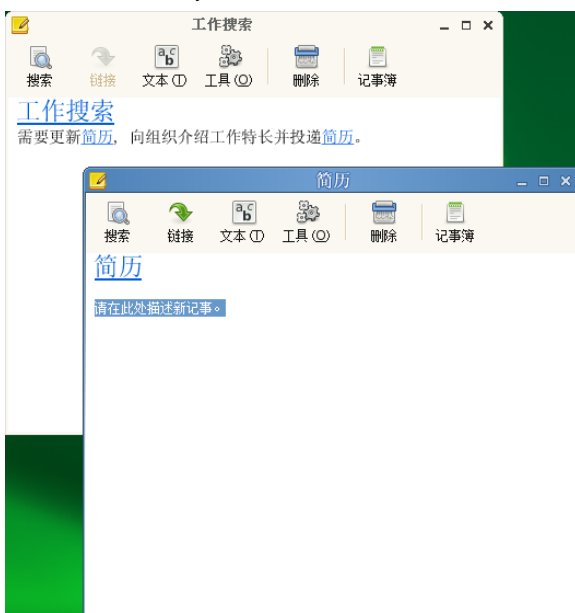 工作搜索
搜索 链接 文本(T) 工具(O) 删除 记事簿
工作搜索
需要更新简历，向组织介绍工作特长并投递简历。
简历
搜索 链接 文本(T) 工具(O) 删除 记事簿
简历
请在此处描述新记事。